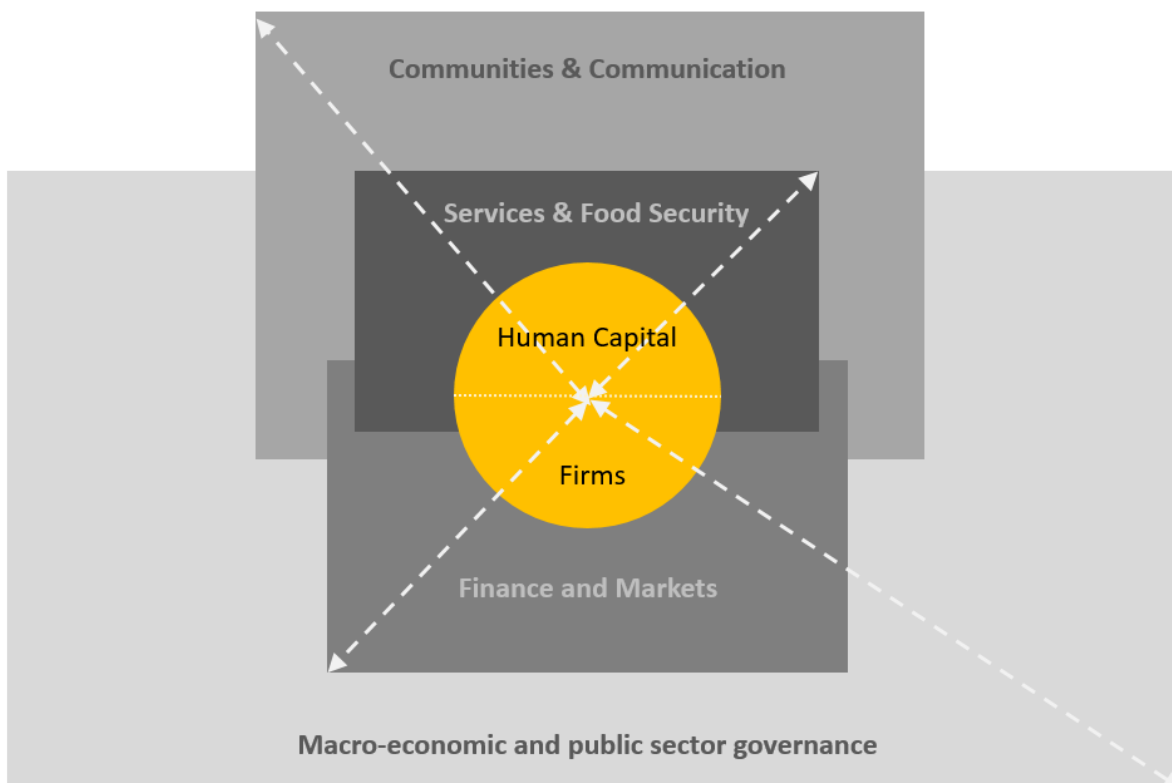 Communities & Communication
Services & Food Security
Human Capital
Firms
Finance and Markets
Macro-economic and public sector governance